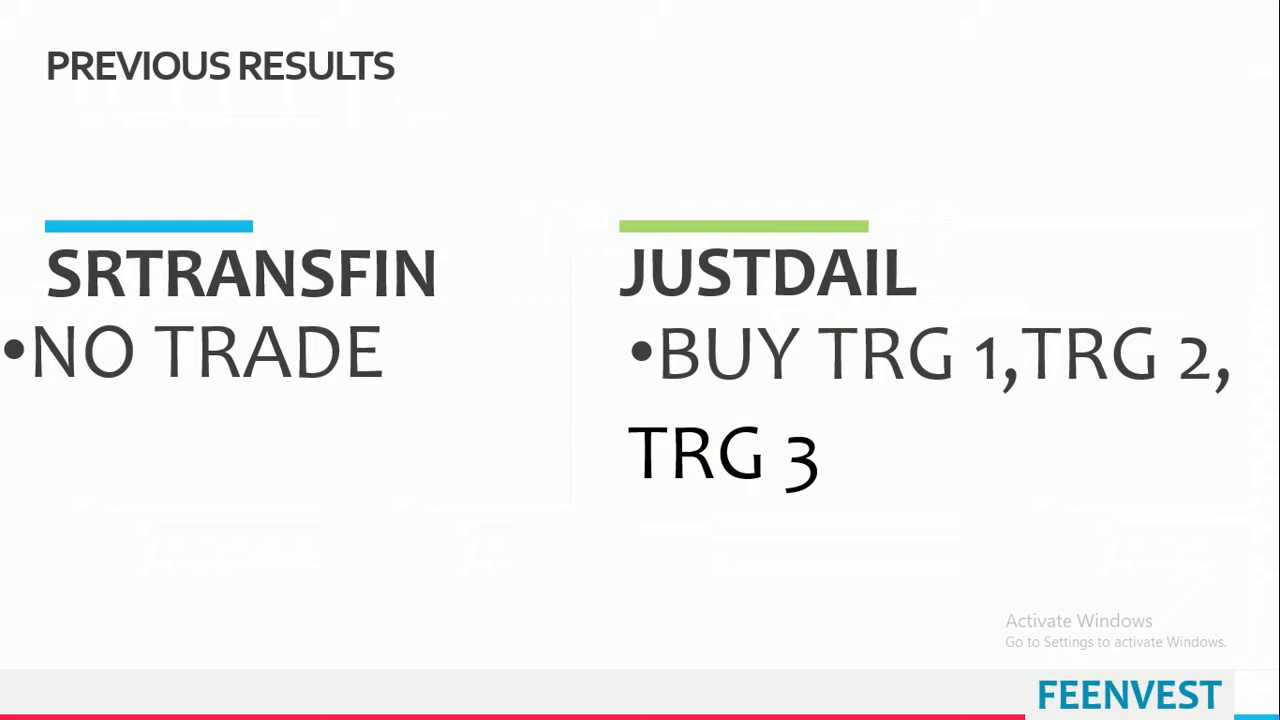 PREVIOUS RESULTS
SRTRANSFIN
•NO TRADE
JUSTDAIL
•BUY TRG 1,TRG 2,
TRG 3
Activate Windows
Go to Settings to activate Windows.
FEENVEST